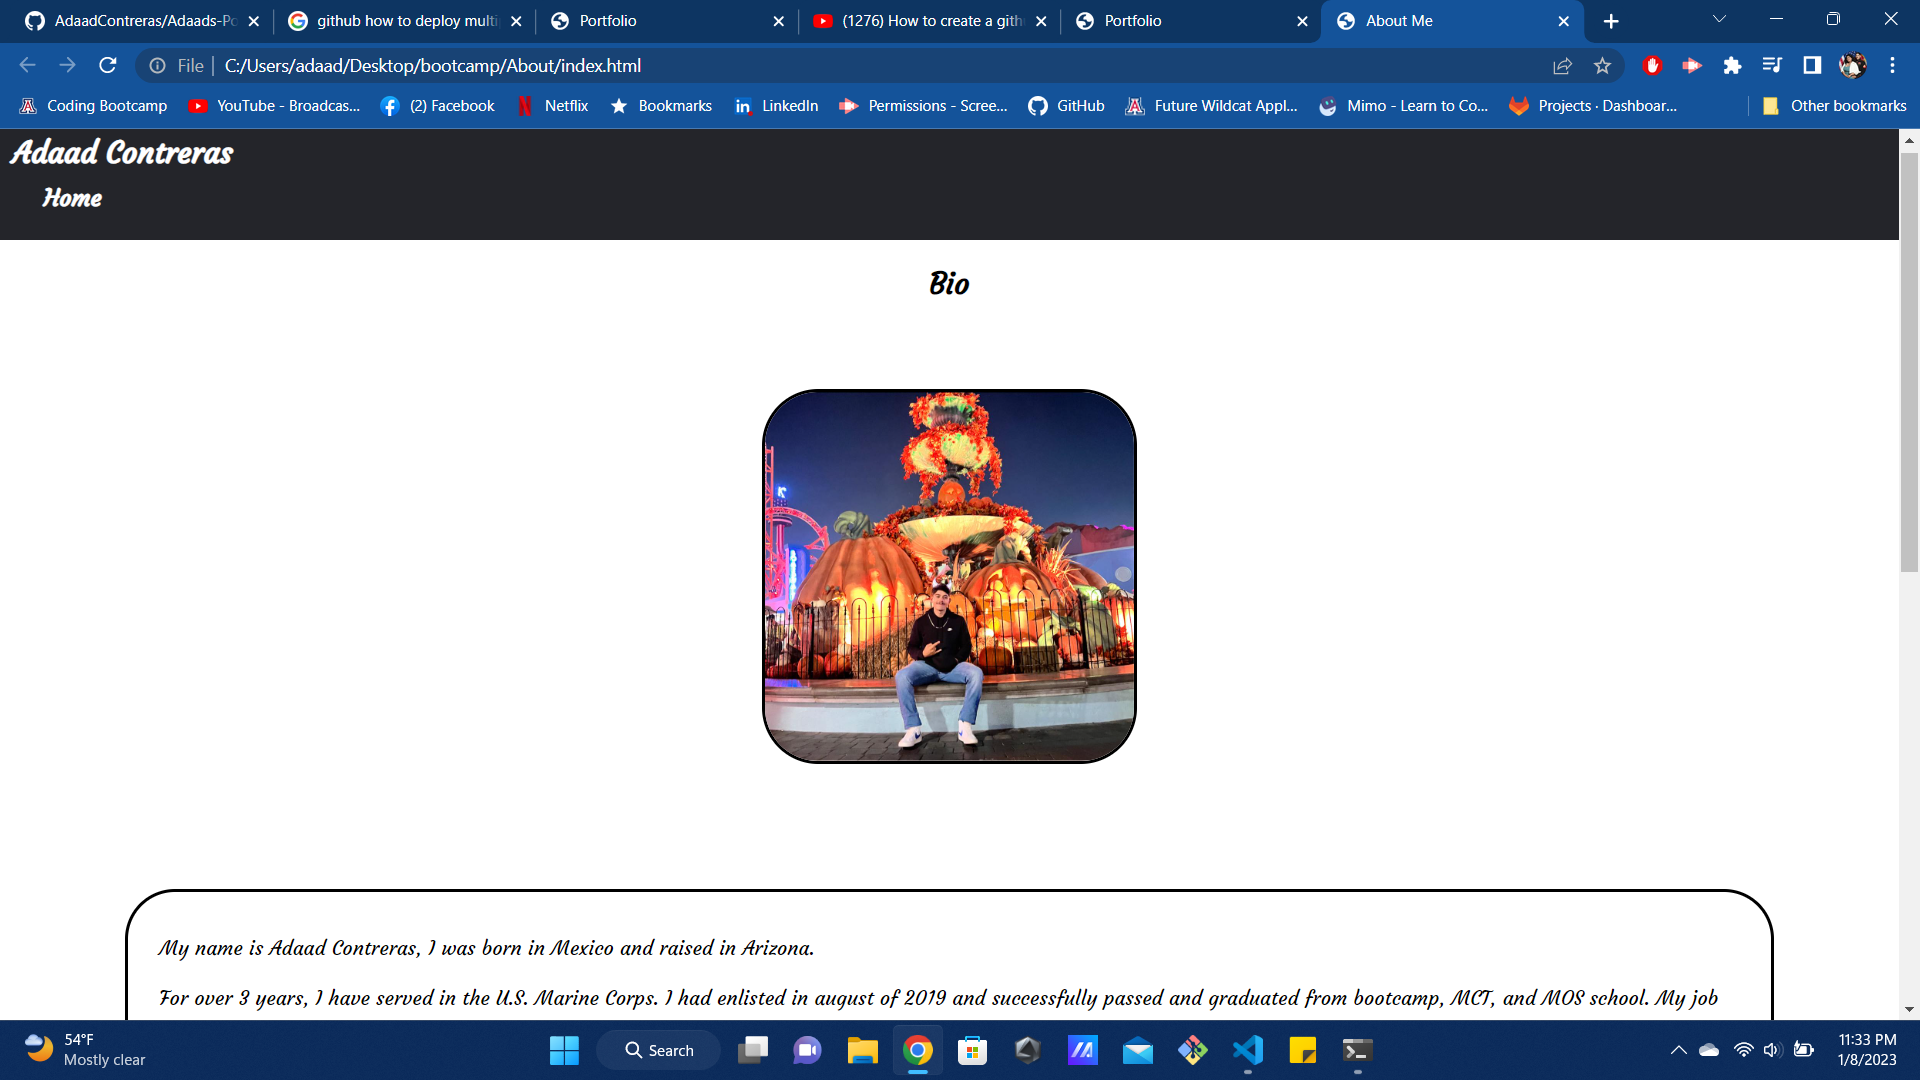 AdaadContreras/Adaads-Po
github how to deploy multip
Portfolio
(1276) How to create a gith
Portfolio
About Me
File
C:/Users/adaad/Desktop/bootcamp/About/index.html
Coding Bootcamp
YouTube - Broadcas...
(2) Facebook
Netflix
Bookmarks
LinkedIn
Permissions - Scree...
GitHub
Future Wildcat Appl...
Mimo - Learn to Co...
Projects · Dashboar...
Other bookmarks
Adaad Contreras
Home
Bio
My name is Adaad Contreras, I was born in Mexico and raised in Arizona.
For over 3 years, I have served in the U.S. Marine Corps. I had enlisted in august of 2019 and successfully passed and graduated from bootcamp, MCT, and MOS school. My job
54°F
Mostly clear
Search
11:33 PM
1/8/2023